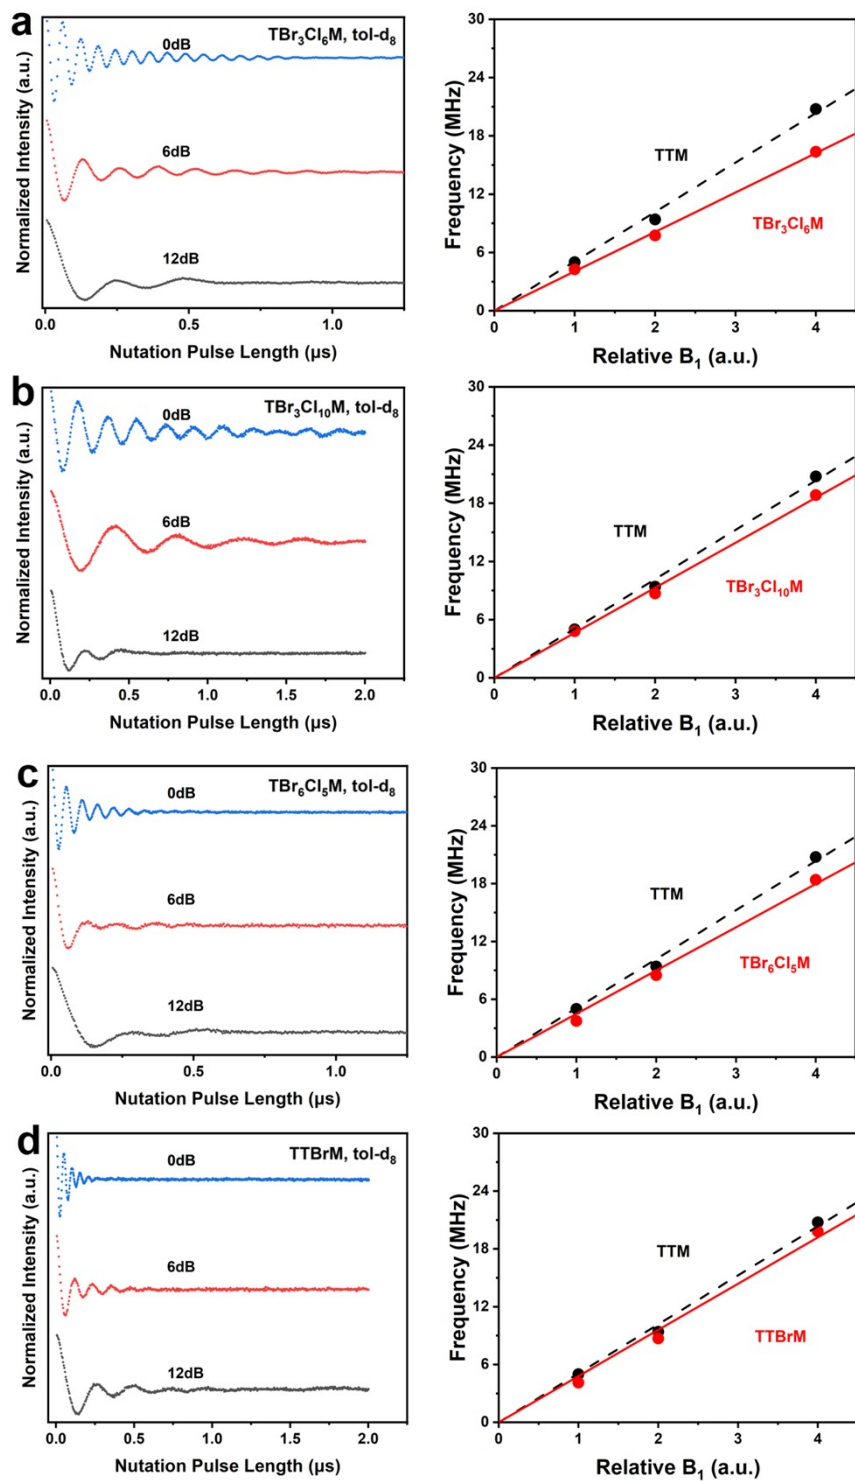 a
Normalized Intensity (a.u.)
TBr₃Cl₆M, tol-d₈
0dB
6dB
12dB
0.0 0.5 1.0
Nutation Pulse Length (μs)
Frequency (MHz)
30
24
18
12
6
0
TTM
TBr₃Cl₆M
0 1 2 3 4
Relative B₁ (a.u.)
b
Normalized Intensity (a.u.)
TBr₃Cl₁₀M, tol-d₈
0dB
6dB
12dB
0.0 0.5 1.0 1.5 2.0
Nutation Pulse Length (μs)
Frequency (MHz)
30
24
18
12
6
0
TTM
TBr₃Cl₁₀M
0 1 2 3 4
Relative B₁ (a.u.)
c
Normalized Intensity (a.u.)
TBr₆Cl₅M, tol-d₈
0dB
6dB
12dB
0.0 0.5 1.0
Nutation Pulse Length (μs)
Frequency (MHz)
30
24
18
12
6
0
TTM
TBr₆Cl₅M
0 1 2 3 4
Relative B₁ (a.u.)
d
Normalized Intensity (a.u.)
TTBrM, tol-d₈
0dB
6dB
12dB
0.0 0.5 1.0 1.5 2.0
Nutation Pulse Length (μs)
Frequency (MHz)
30
24
18
12
6
0
TTM
TTBrM
0 1 2 3 4
Relative B₁ (a.u.)